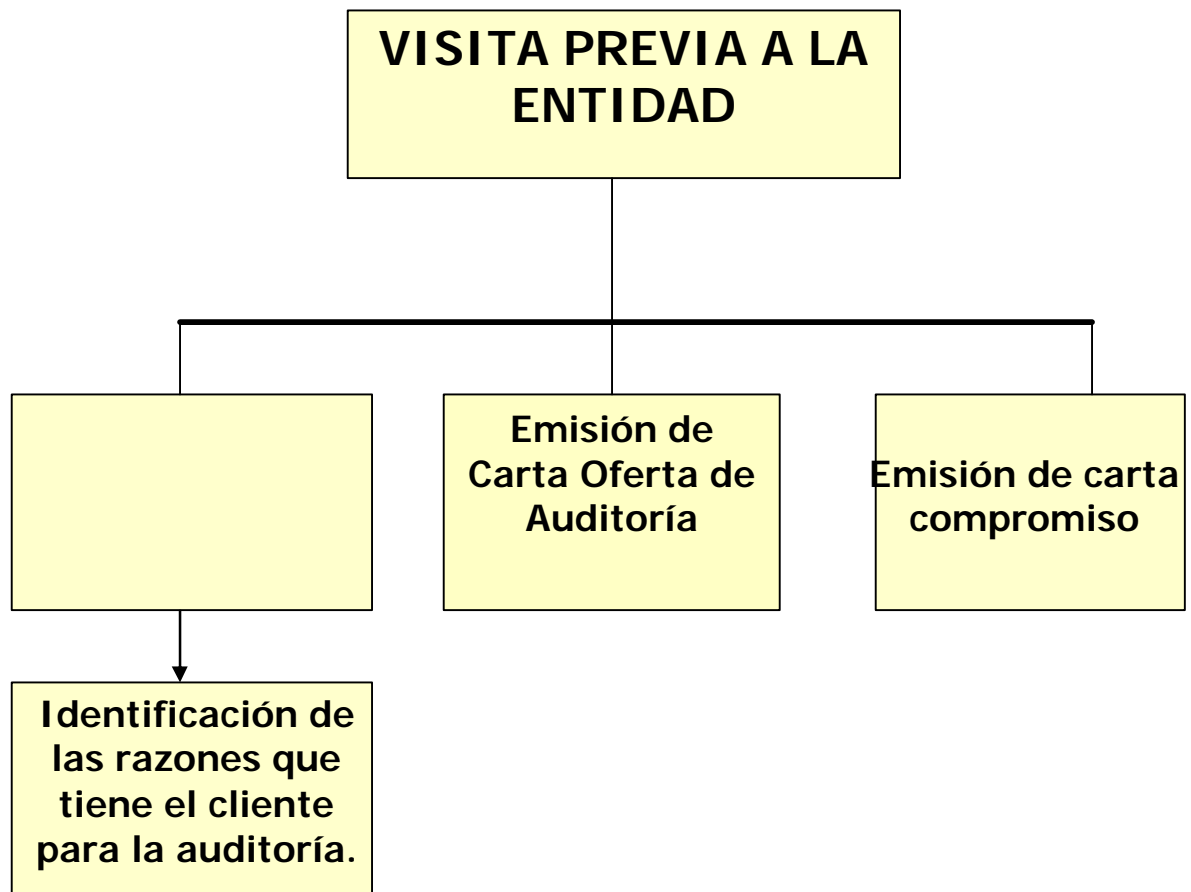 VISITA PREVIA A LA
ENTIDAD
Emisión de
Carta Oferta de
Auditoría
Emisión de carta
compromiso
Identificación de
las razones que
tiene el cliente
para la auditoría.